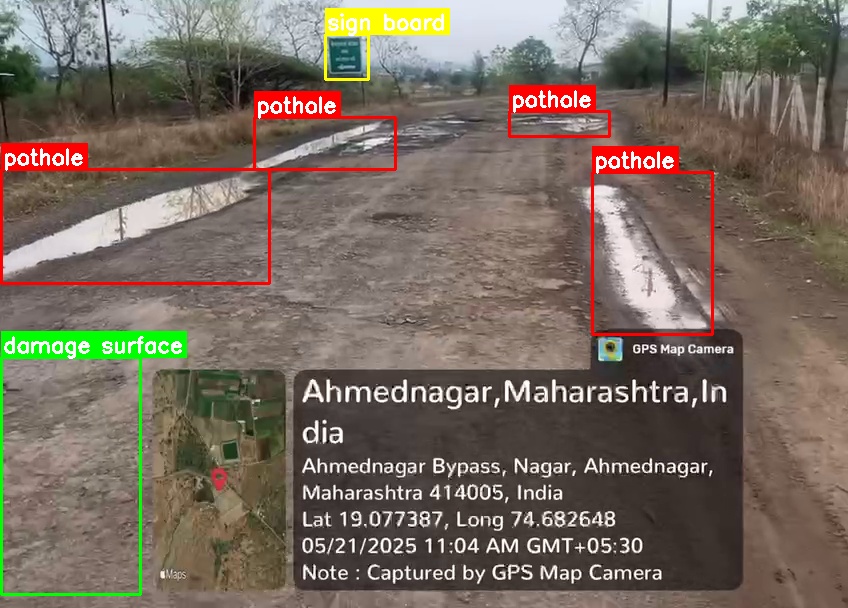 sign board
pothole
pothole
pothole
pothole
damage surface
GPS Map Camera
Ahmednagar,Maharashtra,In
dia
Ahmednagar Bypass, Nagar, Ahmednagar,
Maharashtra 414005, India
Lat 19.077387, Long 74.682648
05/21/2025 11:04 AM GMT+05:30
Note : Captured by GPS Map Camera
Maps